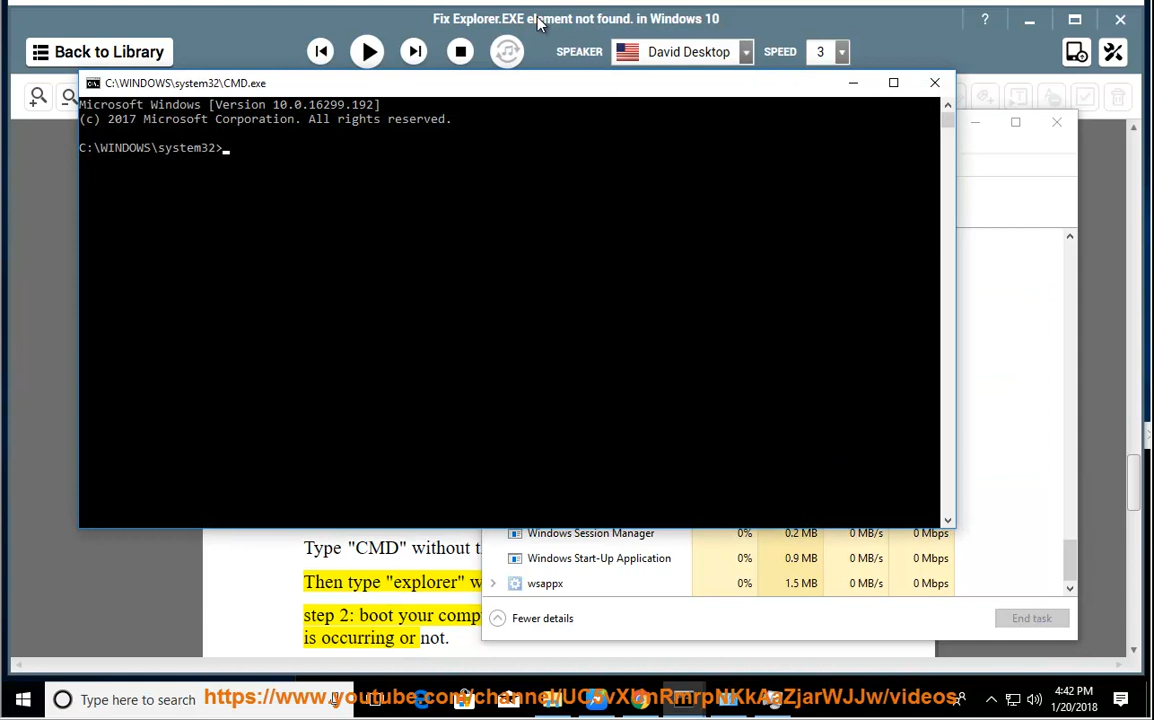 Fix Explorer.EXE element not found. in Windows 10
?
Back to Library
SPEAKER
David Desktop
SPEED
3
C:\WINDOWS\system32\CMD.exe
Microsoft Windows [Version 10.0.16299.192]
(c) 2017 Microsoft Corporation. All rights reserved.
C:\WINDOWS\system32>
Windows Session Manager 0% 0.2 MB 0 MB/s 0 Mbps
Windows Start-Up Application 0% 0.9 MB 0 MB/s 0 Mbps
wsappx 0% 1.5 MB 0 MB/s 0 Mbps
Fewer details
End task
Type "CMD" without
Then type "explorer"
step 2: boot your
is occurring or not.
Type here to search
4:42 PM
1/20/2018